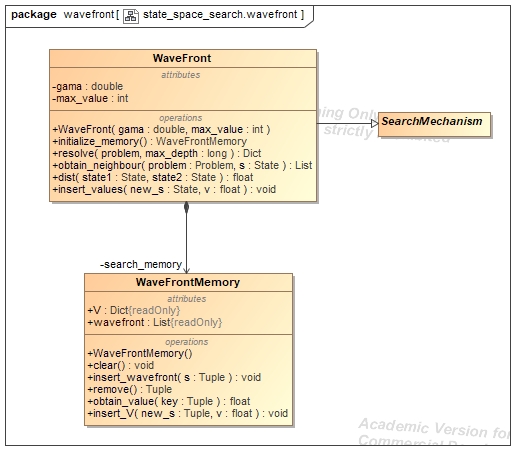 package wavefront [ state_space_search.wavefront ]
WaveFront
attributes
-gama : double
-max_value : int
operations
+WaveFront( gama : double, max_value : int )
+initialize_memory() : WaveFrontMemory
+resolve( problem, max_depth : long ) : Dict
+obtain_neighbour( problem : Problem, s : State ) : List
+dist( state1 : State, state2 : State ) : float
+insert_values( new_s : State, v : float ) : void
ing Only
SearchMechanism
strictly
-search_memory
WaveFrontMemory
attributes
+V : Dict{readOnly}
+wavefront : List{readOnly}
operations
+WaveFrontMemory()
+clear() : void
+insert_wavefront( s : Tuple ) : void
+remove() : Tuple
+obtain_value( key : Tuple ) : float
+insert_V( new_s : Tuple, v : float ) : void
Academic Version for
Commercial